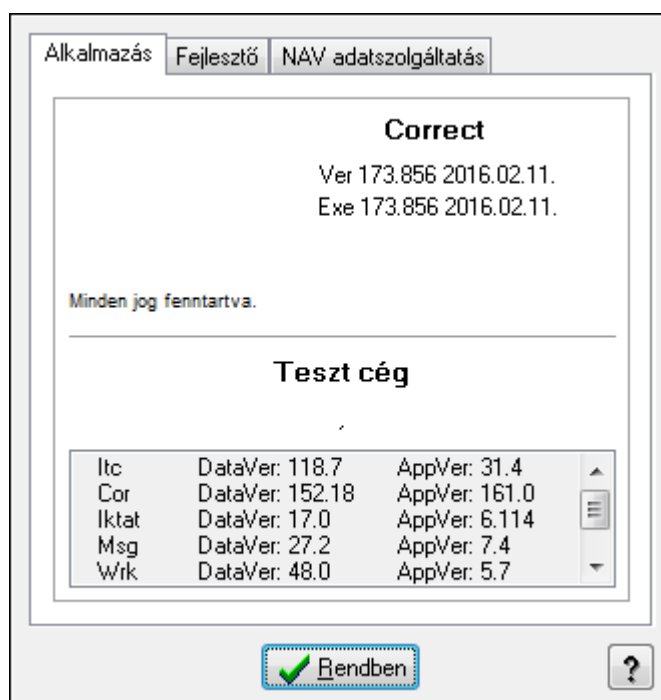 Alkalmazás Fejlesztő NAV adatszolgáltatás
Correct
Ver 173.856 2016.02.11.
Exe 173.856 2016.02.11.
Minden jog fenntartva.
Teszt cég
,
Itc DataVer: 118.7 AppVer: 31.4
Cor DataVer: 152.18 AppVer: 161.0
Iktat DataVer: 17.0 AppVer: 6.114
Msg DataVer: 27.2 AppVer: 7.4
Wrk DataVer: 48.0 AppVer: 5.7
Rendben ?